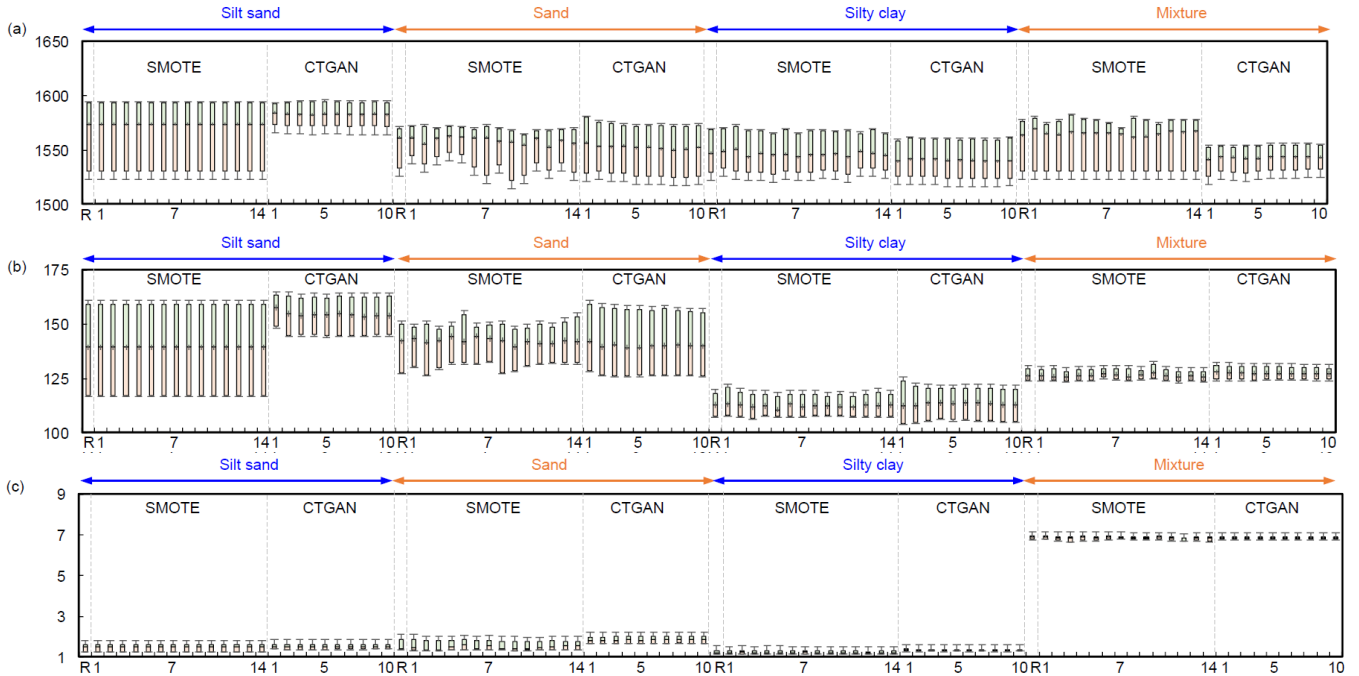 Silt sand Sand Silty clay Mixture
(a)
1650
SMOTE CTGAN SMOTE CTGAN SMOTE CTGAN SMOTE CTGAN
1600
1550
1500
R 1 7 14 1 5 10 R 1 7 14 1 5 10 R 1 7 14 1 5 10 R 1 7 14 1 5 10
Silt sand Sand Silty clay Mixture
(b)
175
SMOTE CTGAN SMOTE CTGAN SMOTE CTGAN SMOTE CTGAN
150
125
100
R 1 7 14 1 5 10 R 1 7 14 1 5 10 R 1 7 14 1 5 10 R 1 7 14 1 5 10
Silt sand Sand Silty clay Mixture
(c)
9
SMOTE CTGAN SMOTE CTGAN SMOTE CTGAN SMOTE CTGAN
7
5
3
1
R 1 7 14 1 5 10 R 1 7 14 1 5 10 R 1 7 14 1 5 10 R 1 7 14 1 5 10